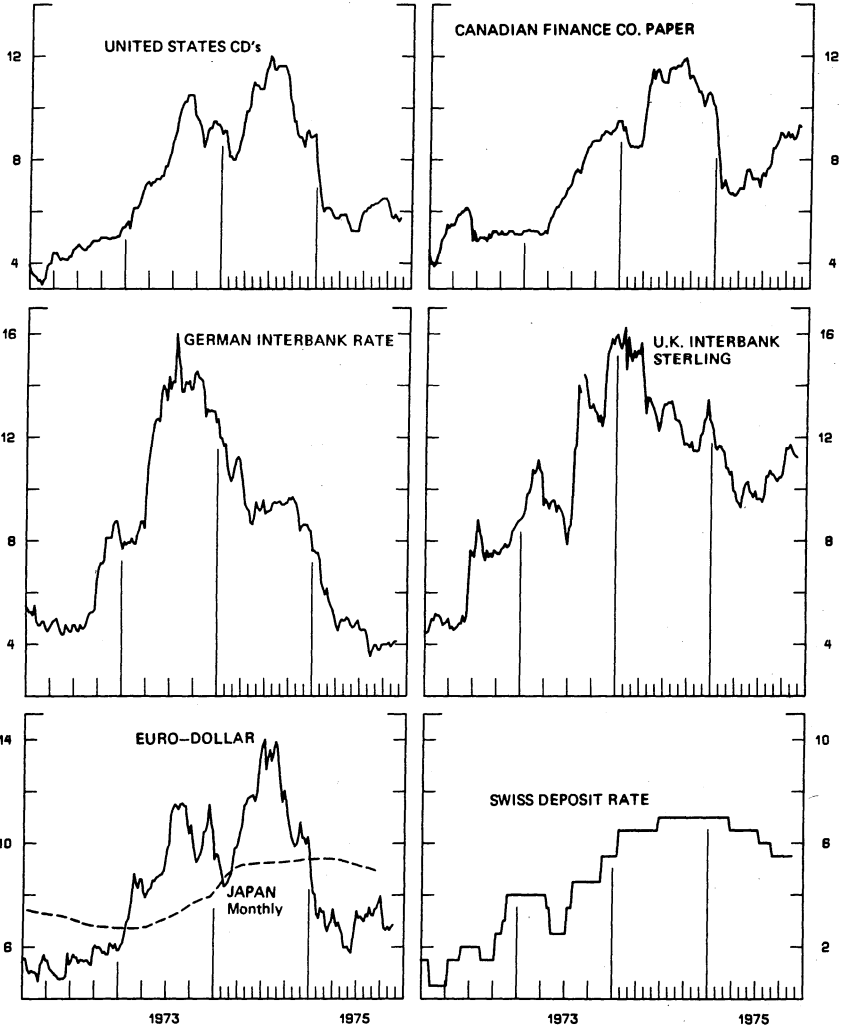 UNITED STATES CD's
CANADIAN FINANCE CO. PAPER
12
12
8
8
4
4
GERMAN INTERBANK RATE
U.K. INTERBANK
STERLING
16
16
12
12
8
8
4
4
EURO-DOLLAR
SWISS DEPOSIT RATE
14
10
10
6
JAPAN
Monthly
6
2
1973
1975
1973
1975